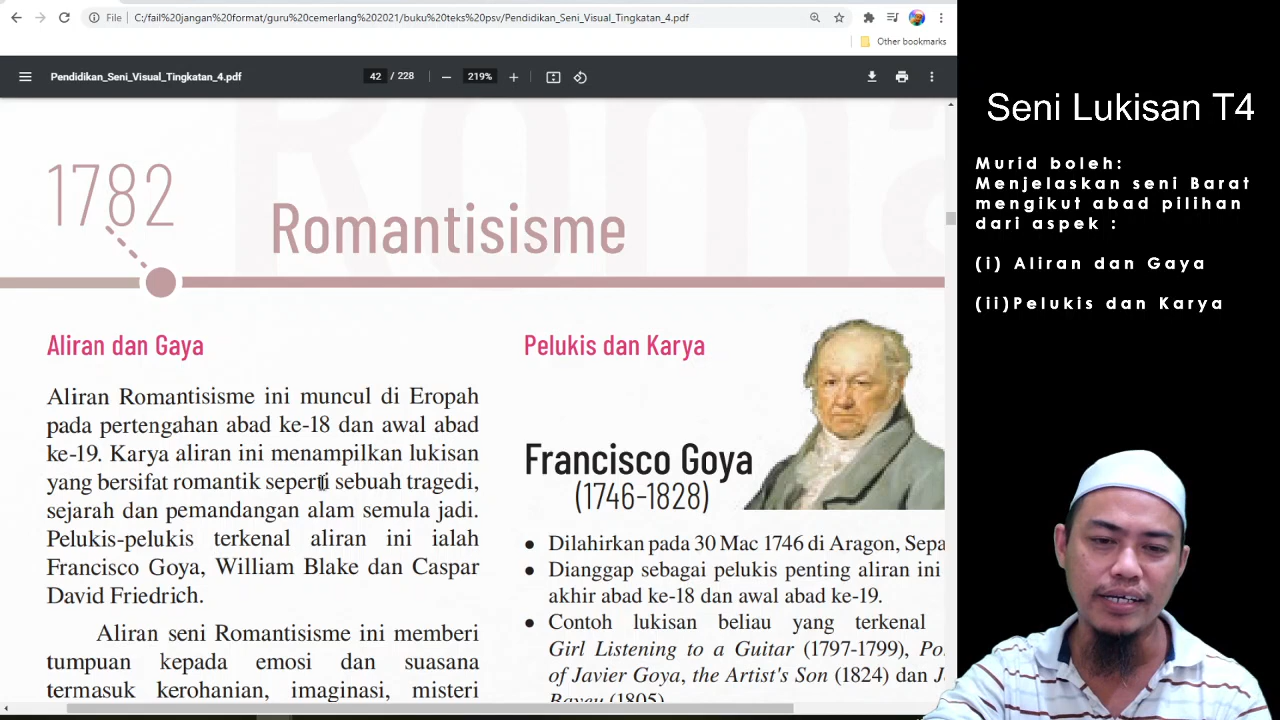 File
C:/fail%20jangan%20format/guru%20cemerlang%202021/buku%20teks%20psv/Pendidikan_Seni_Visual_Tingkatan_4.pdf
Other bookmarks
Pendidikan_Seni_Visual_Tingkatan_4.pdf
42 / 228
219%
1782
Romantisisme
Aliran dan Gaya
Aliran Romantisisme ini muncul di Eropah
pada pertengahan abad ke-18 dan awal abad
ke-19. Karya aliran ini menampilkan lukisan
yang bersifat romantik seperti sebuah tragedi,
sejarah dan pemandangan alam semula jadi.
Pelukis-pelukis terkenal aliran ini ialah
Francisco Goya, William Blake dan Caspar
David Friedrich.
Aliran seni Romantisisme ini memberi
tumpuan kepada emosi dan suasana
termasuk kerohanian, imaginasi, misteri
Pelukis dan Karya
Francisco Goya
(1746-1828)
Dilahirkan pada 30 Mac 1746 di Aragon, Sepa
Dianggap sebagai pelukis penting aliran ini
akhir abad ke-18 dan awal abad ke-19.
Contoh lukisan beliau yang terkenal
Girl Listening to a Guitar (1797-1799), Po
of Javier Goya, the Artist's Son (1824) dan
Bayeu (1805)
Seni Lukisan T4
Murid boleh:
Menjelaskan seni Barat
mengikut abad pilihan
dari aspek :
(i) Aliran dan Gaya
(ii)Pelukis dan Karya